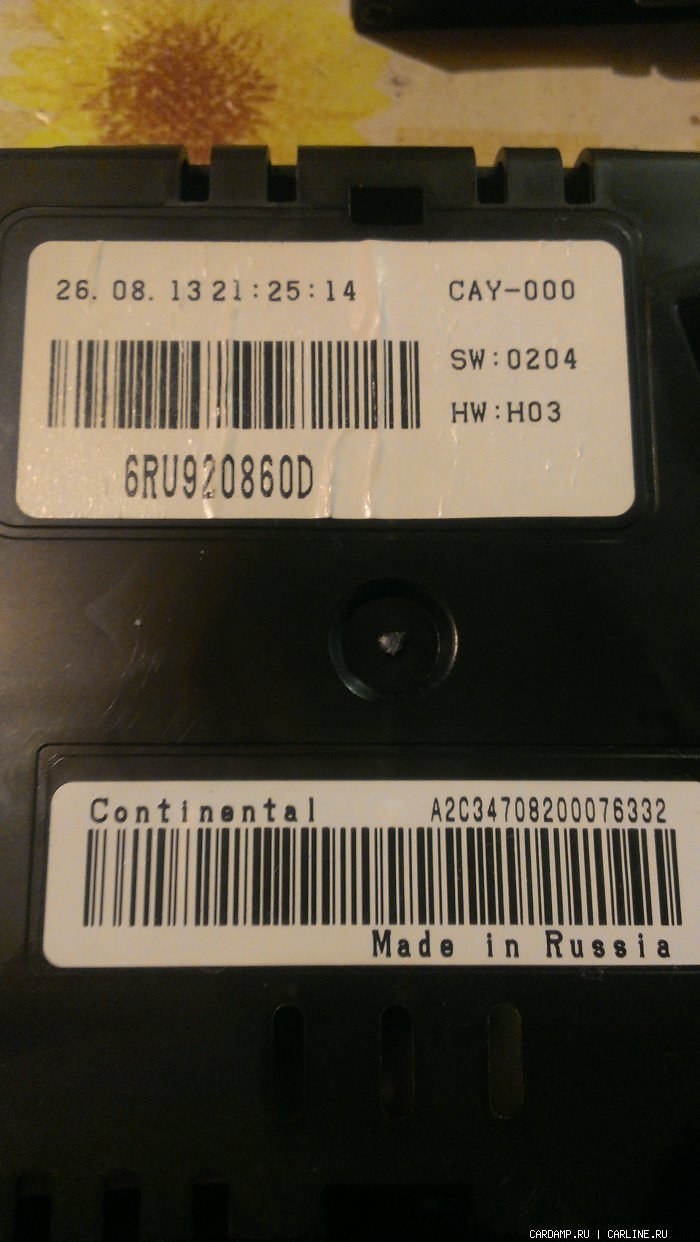 26. 08. 13 21:25:14 CAY-000
SW:0204
HW:H03
6RU920860D
Continental A2C34708200076332
Made in Russia
CARDAMP.RU | CARLINE.RU